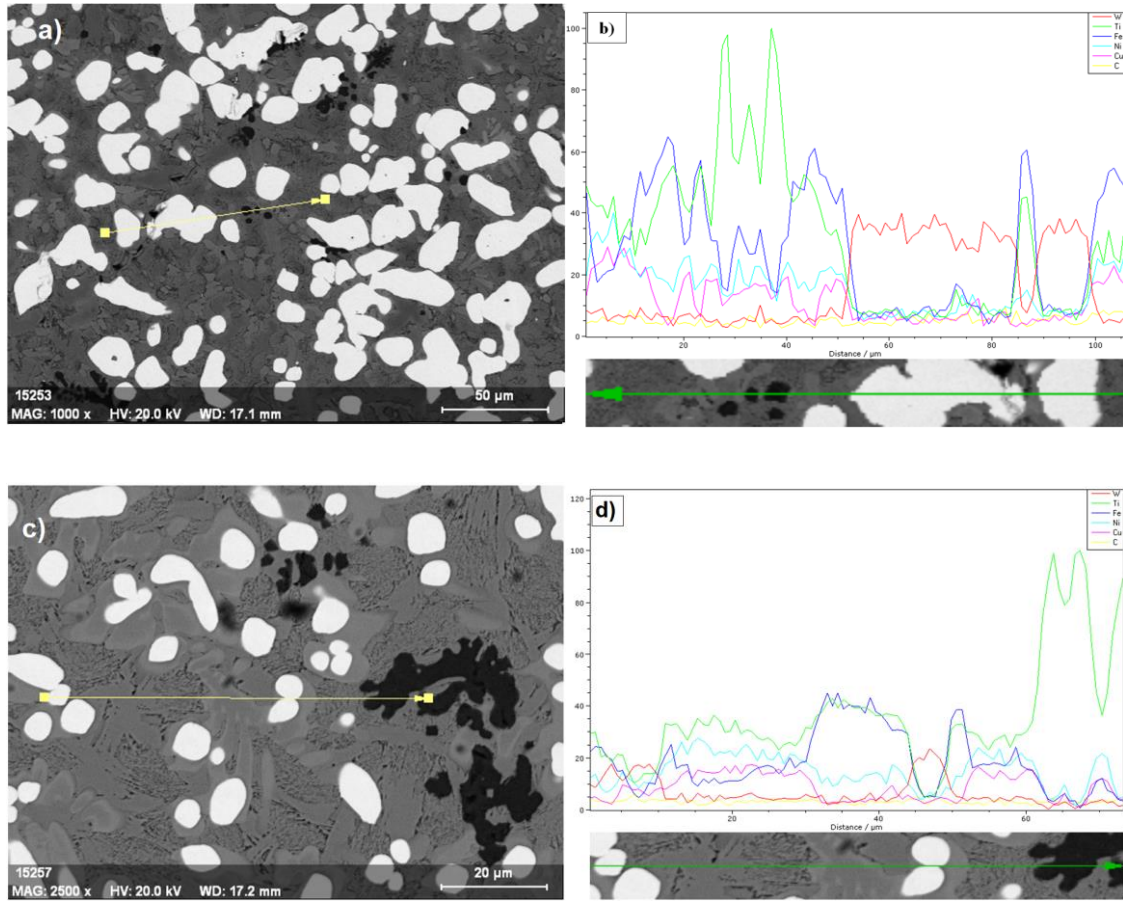 a)
15253
MAG: 1000 x HV: 20.0 kV WD: 17.1 mm
50 µm
b)
W
Ti
Fe
Ni
Cu
C
100
80
60
40
20
0
20 40 60 80 100
Distance / µm
c)
15257
MAG: 2500 x HV: 20.0 kV WD: 17.2 mm
20 µm
d)
W
Ti
Fe
Ni
Cu
C
120
100
80
60
40
20
0
20 40 60
Distance / µm